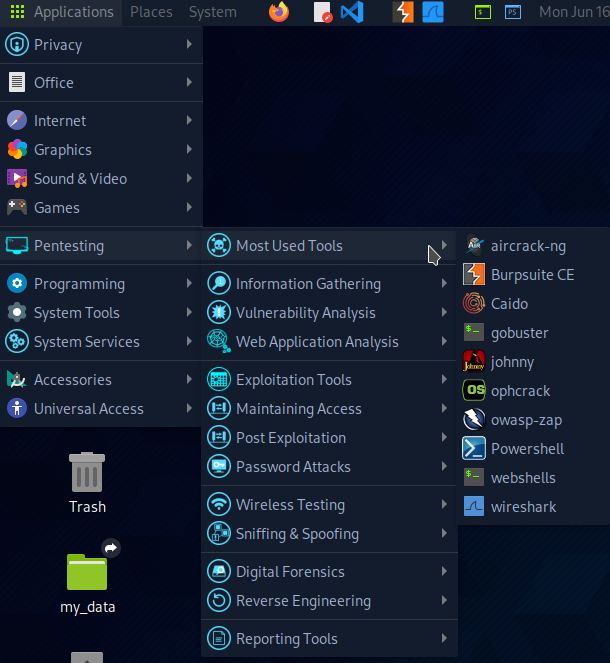 Applications Places System Mon Jun 16
Privacy
Office
Internet
Graphics
Sound & Video
Games
Pentesting
Programming
System Tools
System Services
Accessories
Universal Access
Most Used Tools
Information Gathering
Vulnerability Analysis
Web Application Analysis
Exploitation Tools
Maintaining Access
Post Exploitation
Password Attacks
Wireless Testing
Sniffing & Spoofing
Digital Forensics
Reverse Engineering
Reporting Tools
aircrack-ng
Burpsuite CE
Caido
gobuster
johnny
ophcrack
owasp-zap
Powershell
webshells
wireshark
Trash
my_data